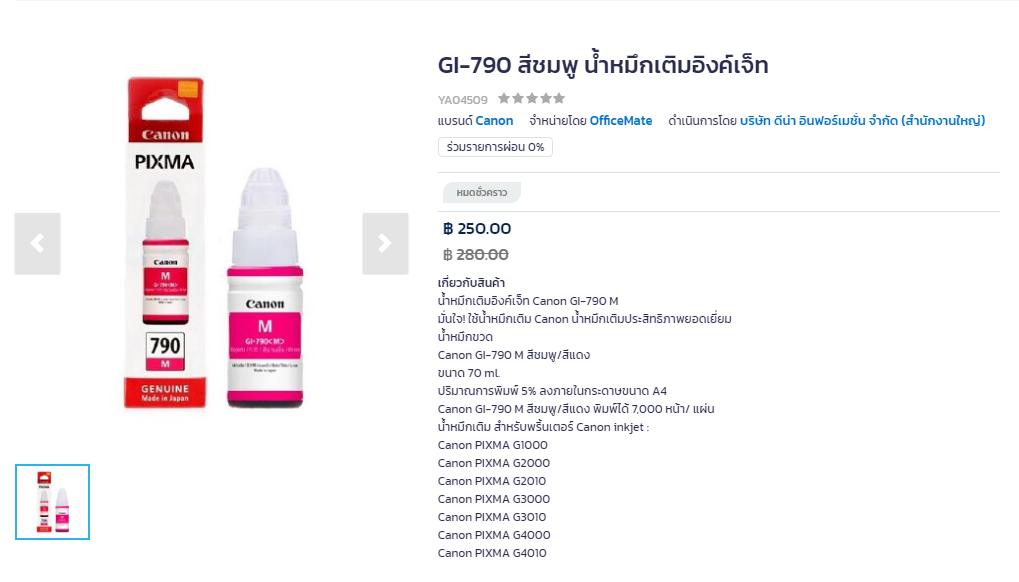 GI-790 สีชมพู น้ำหมึกเติมอิงค์เจ็ท
YA04509
แบรนด์ Canon จำหน่ายโดย OfficeMate ดำเนินการโดย บริษัท ดีน่า อินฟอร์เมชั่น จำกัด (สำนักงานใหญ่)
ร่วมรายการผ่อน 0%
หมดชั่วคราว
฿ 250.00
฿ 280.00
เกี่ยวกับสินค้า
น้ำหมึกเติมอิงค์เจ็ท Canon GI-790 M
มั่นใจ! ใช้น้ำหมึกเติม Canon น้ำหมึกเติมประสิทธิภาพยอดเยี่ยม
น้ำหมึกขวด
Canon GI-790 M สีชมพู/สีแดง
ขนาด 70 ml.
ปริมาณการพิมพ์ 5% ลงภายในกระดาษขนาด A4
Canon GI-790 M สีชมพู/สีแดง พิมพ์ได้ 7,000 หน้า/ แผ่น
น้ำหมึกเติม สำหรับพริ้นเตอร์ Canon inkjet :
Canon PIXMA G1000
Canon PIXMA G2000
Canon PIXMA G2010
Canon PIXMA G3000
Canon PIXMA G3010
Canon PIXMA G4000
Canon PIXMA G4010
Canon
PIXMA
Canon
M
GI-790<M>
790
M
GENUINE
Made in Japan
Canon
M
GI-790<M>